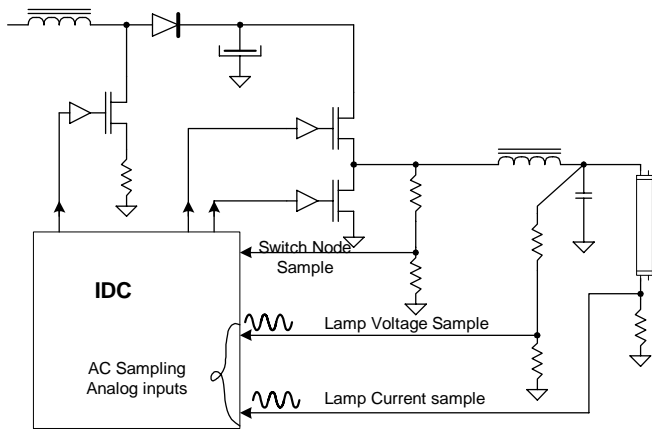 Switch Node
Sample
IDC
Lamp Voltage Sample
AC Sampling
Analog inputs
Lamp Current sample